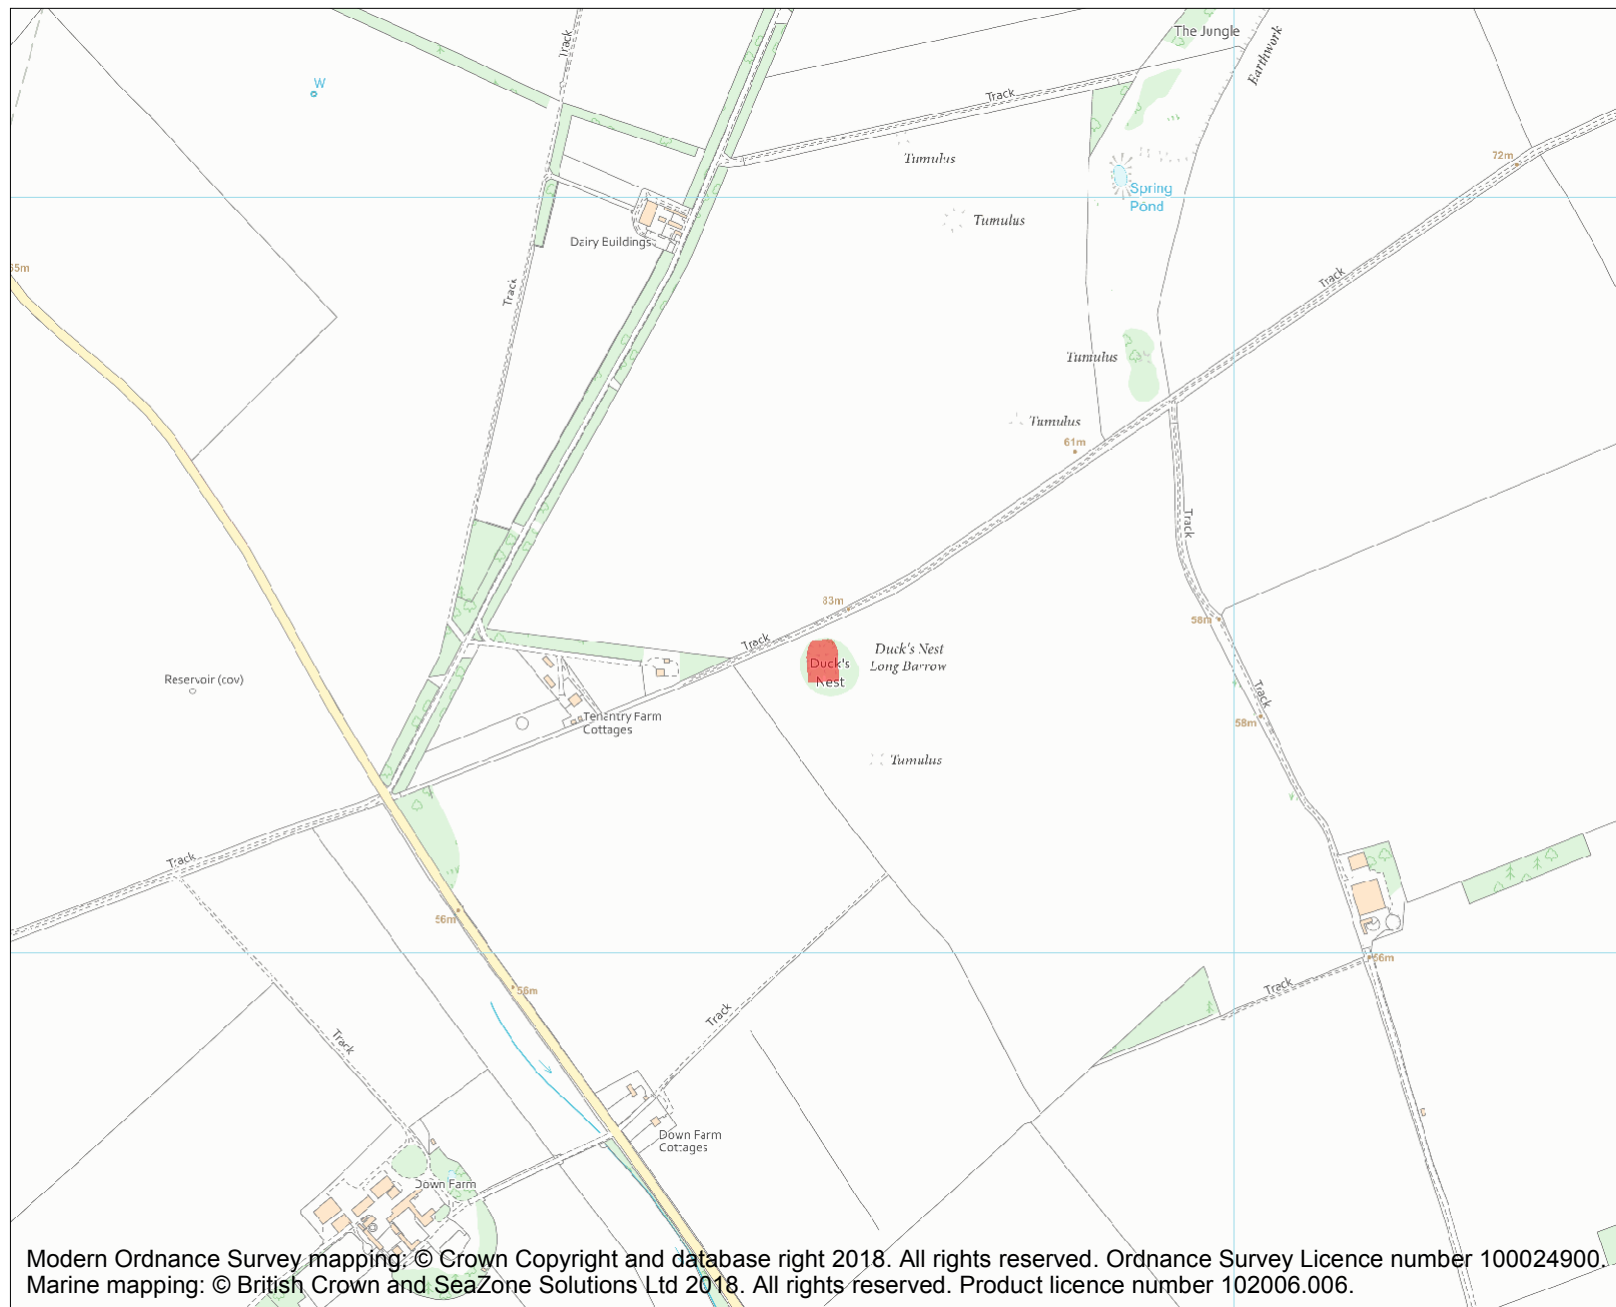 The Jungle
Earthwork
Track
W
Track
72m
Tumulus
Spring
Pond
Tumulus
Dairy Buildings
55m
Track
Track
Tumulus
Tumulus
61m
Track
83m
58m
Track
Duck's Nest
Long Barrow
Duck's
Nest
Reservoir (cov)
Track
58m
Tenantry Farm
Cottages
Tumulus
Track
56m
56m
56m
Track
Track
Track
Down Farm
Cottages
Down Farm
Modern Ordnance Survey mapping: © Crown Copyright and database right 2018. All rights reserved. Ordnance Survey Licence number 100024900.
Marine mapping: © British Crown and SeaZone Solutions Ltd 2018. All rights reserved. Product licence number 102006.006.